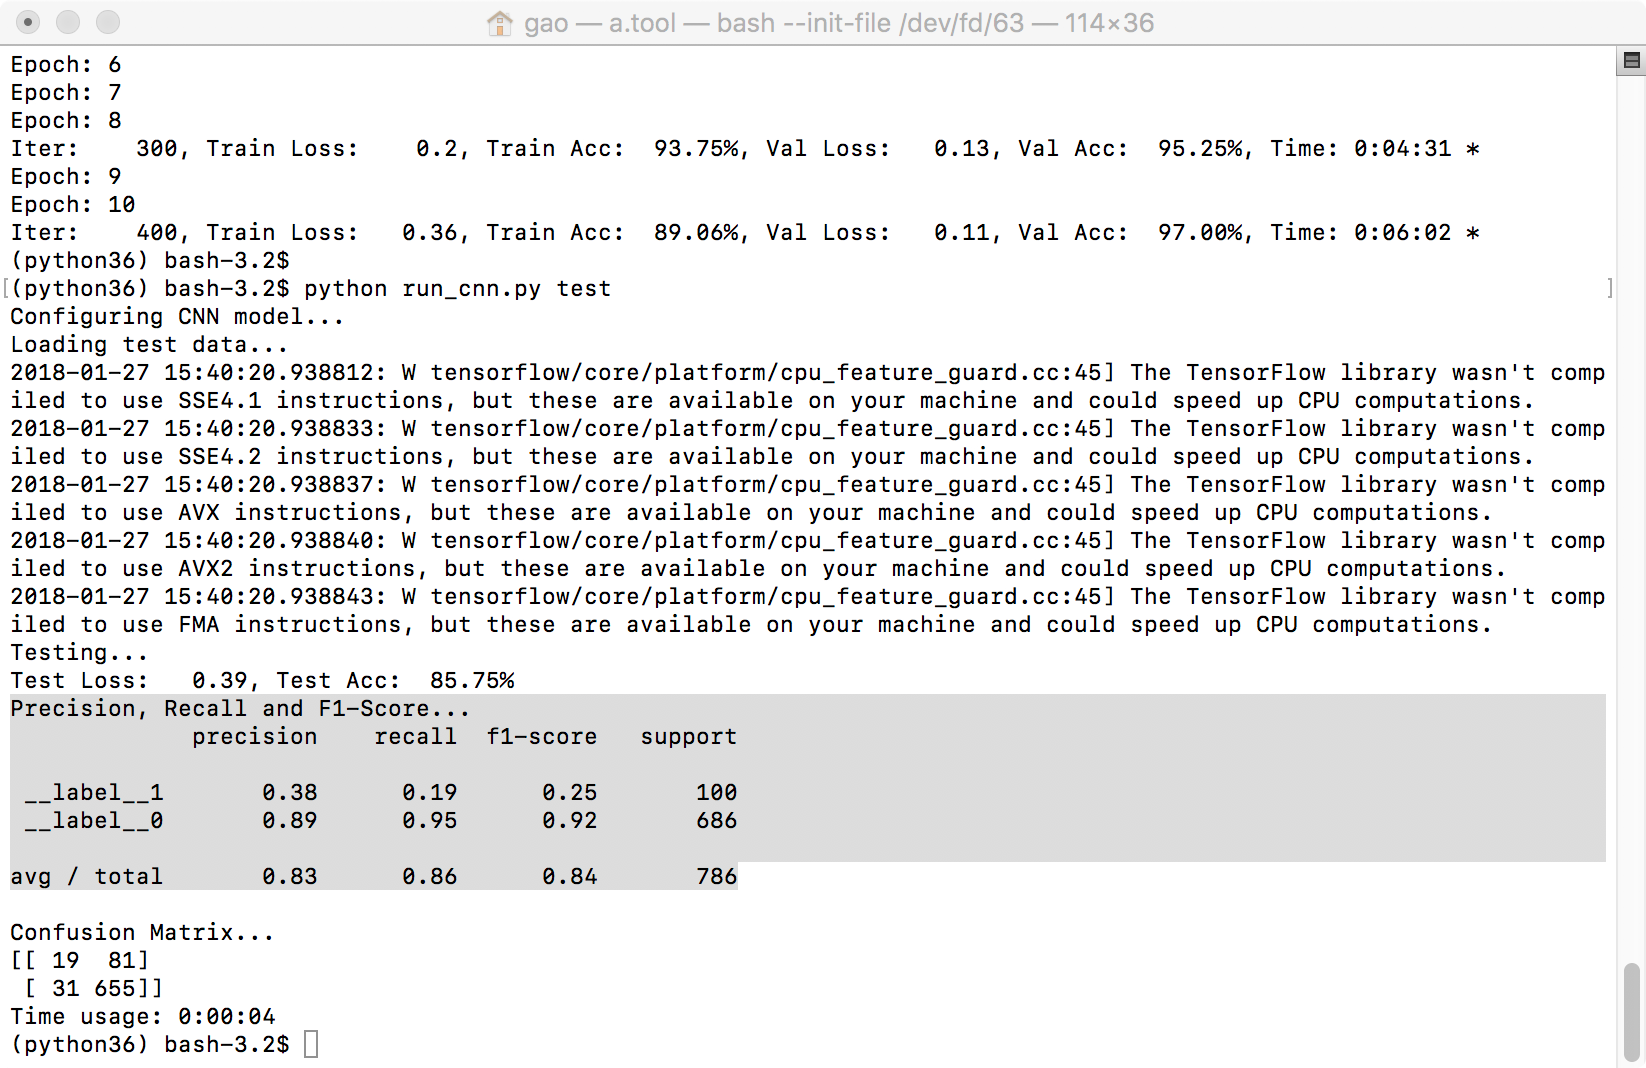 gao — a.tool — bash --init-file /dev/fd/63 — 114×36
Epoch: 6
Epoch: 7
Epoch: 8
Iter:    300, Train Loss:    0.2, Train Acc:  93.75%, Val Loss:   0.13, Val Acc:  95.25%, Time: 0:04:31 *
Epoch: 9
Epoch: 10
Iter:    400, Train Loss:   0.36, Train Acc:  89.06%, Val Loss:   0.11, Val Acc:  97.00%, Time: 0:06:02 *
(python36) bash-3.2$
[(python36) bash-3.2$ python run_cnn.py test ]
Configuring CNN model...
Loading test data...
2018-01-27 15:40:20.938812: W tensorflow/core/platform/cpu_feature_guard.cc:45] The TensorFlow library wasn't comp
iled to use SSE4.1 instructions, but these are available on your machine and could speed up CPU computations.
2018-01-27 15:40:20.938833: W tensorflow/core/platform/cpu_feature_guard.cc:45] The TensorFlow library wasn't comp
iled to use SSE4.2 instructions, but these are available on your machine and could speed up CPU computations.
2018-01-27 15:40:20.938837: W tensorflow/core/platform/cpu_feature_guard.cc:45] The TensorFlow library wasn't comp
iled to use AVX instructions, but these are available on your machine and could speed up CPU computations.
2018-01-27 15:40:20.938840: W tensorflow/core/platform/cpu_feature_guard.cc:45] The TensorFlow library wasn't comp
iled to use AVX2 instructions, but these are available on your machine and could speed up CPU computations.
2018-01-27 15:40:20.938843: W tensorflow/core/platform/cpu_feature_guard.cc:45] The TensorFlow library wasn't comp
iled to use FMA instructions, but these are available on your machine and could speed up CPU computations.
Testing...
Test Loss:   0.39, Test Acc:  85.75%
Precision, Recall and F1-Score...
             precision    recall  f1-score   support
 __label__1       0.38      0.19      0.25       100
 __label__0       0.89      0.95      0.92       686
avg / total       0.83      0.86      0.84       786
Confusion Matrix...
[[ 19  81]
 [ 31 655]]
Time usage: 0:00:04
(python36) bash-3.2$